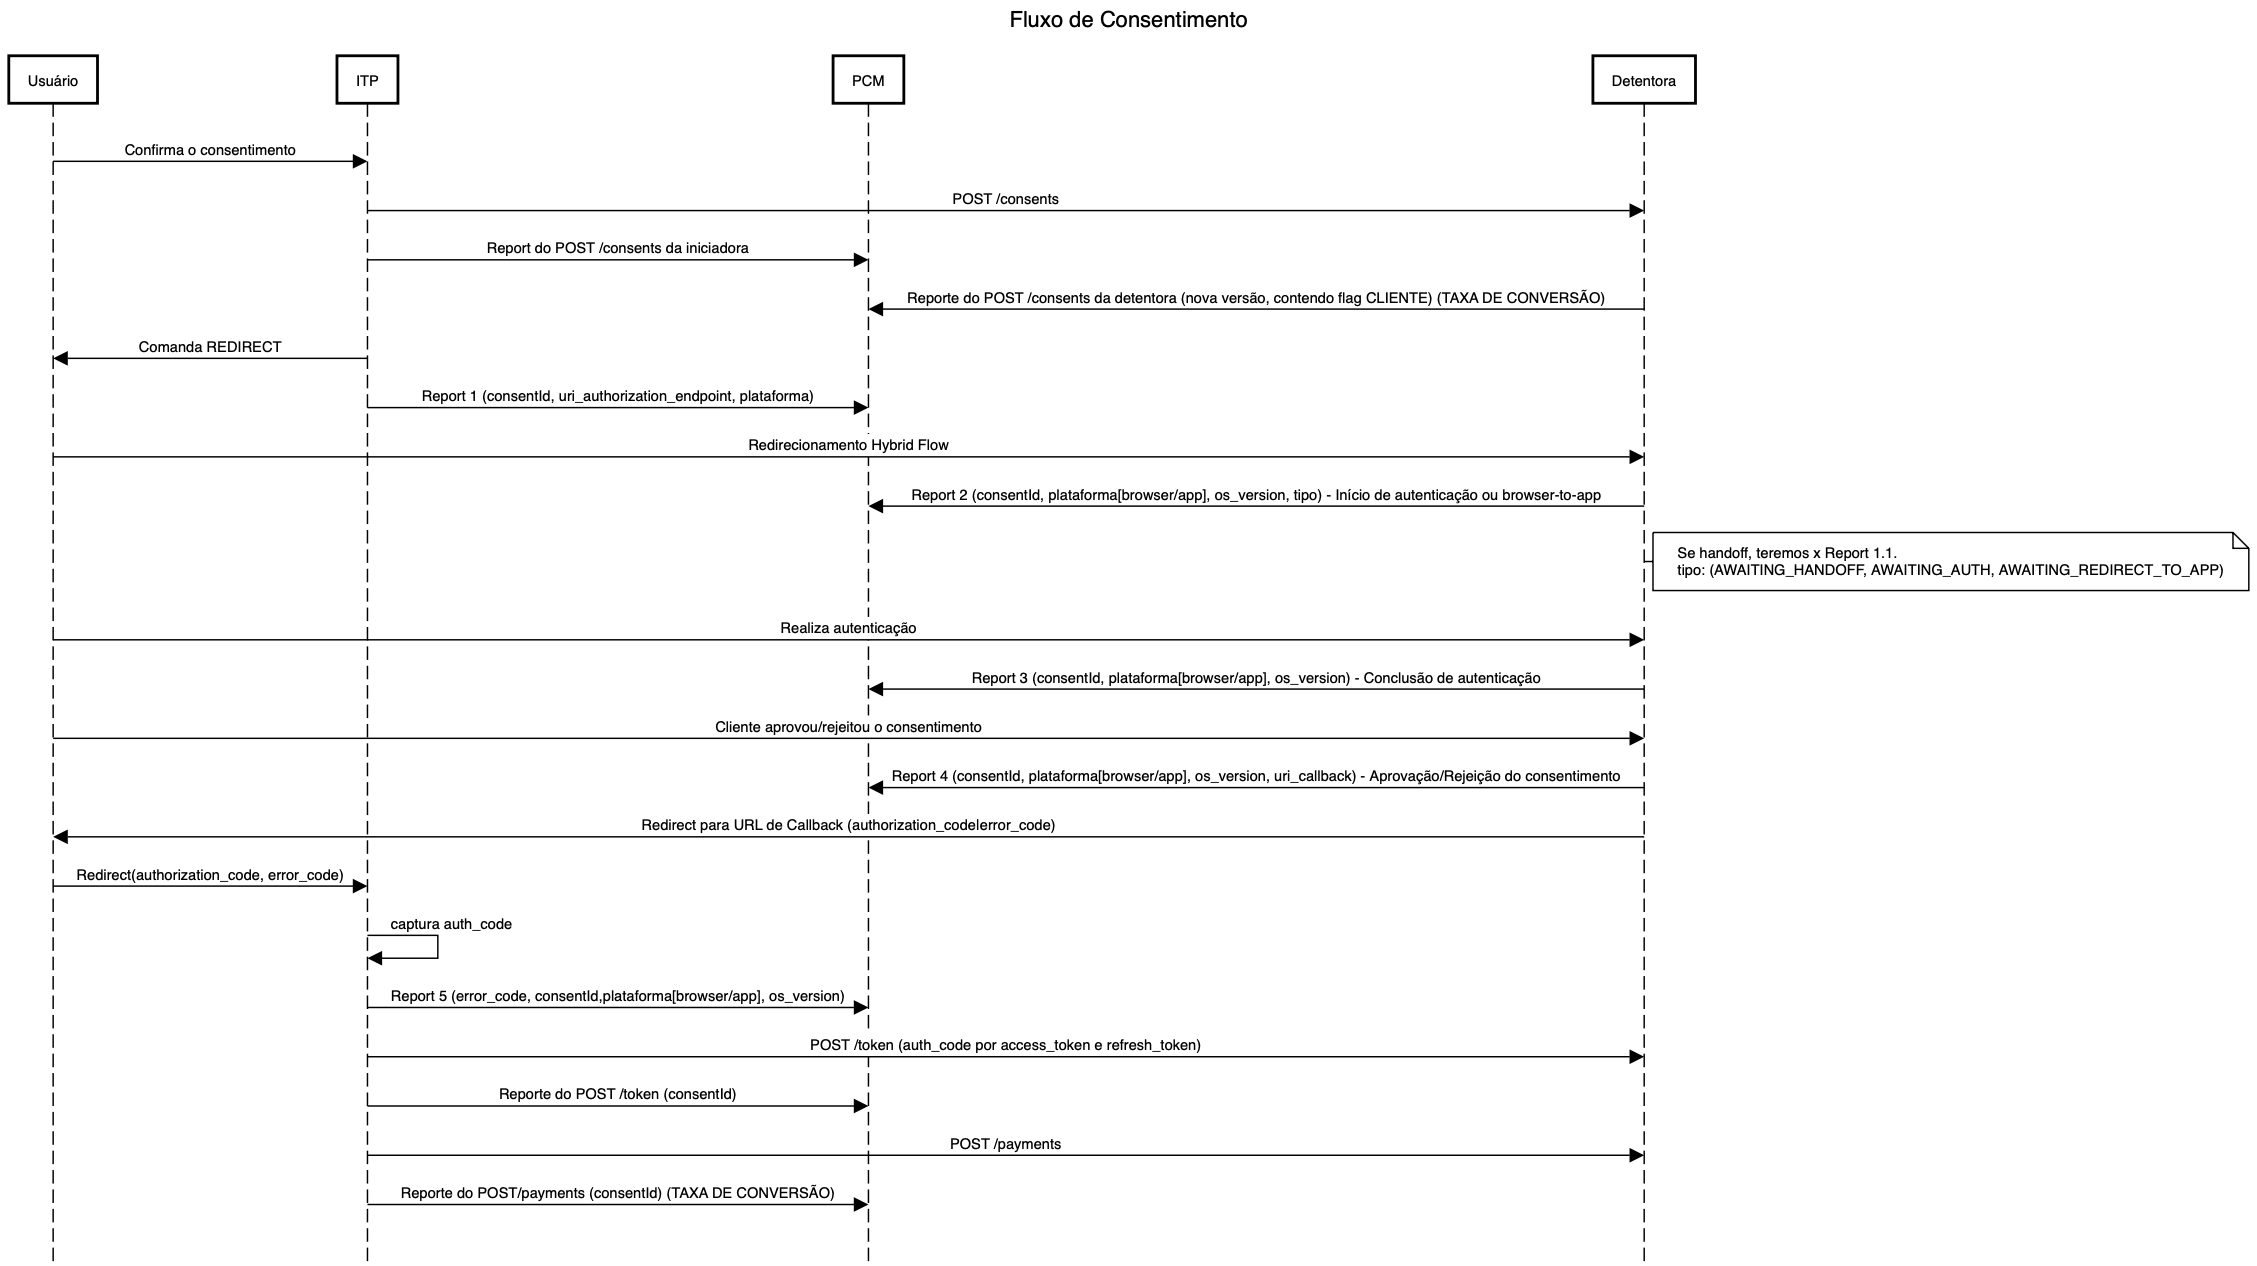 Fluxo de Consentimento
Usuário
ITP
PCM
Detentora
Confirma o consentimento
POST /consents
Report do POST /consents da iniciadora
Reporte do POST /consents da detentora (nova versão, contendo flag CLIENTE) (TAXA DE CONVERSÃO)
Comanda REDIRECT
Report 1 (consentId, uri_authorization_endpoint, plataforma)
Redirecionamento Hybrid Flow
Report 2 (consentId, plataforma[browser/app], os_version, tipo) - Início de autenticação ou browser-to-app
Se handoff, teremos x Report 1.1.
tipo: (AWAITING_HANDOFF, AWAITING_AUTH, AWAITING_REDIRECT_TO_APP)
Realiza autenticação
Report 3 (consentId, plataforma[browser/app], os_version) - Conclusão de autenticação
Cliente aprovou/rejeitou o consentimento
Report 4 (consentId, plataforma[browser/app], os_version, uri_callback) - Aprovação/Rejeição do consentimento
Redirect para URL de Callback (authorization_code|error_code)
Redirect(authorization_code, error_code)
captura auth_code
Report 5 (error_code, consentId,plataforma[browser/app], os_version)
POST /token (auth_code por access_token e refresh_token)
Reporte do POST /token (consentId)
POST /payments
Reporte do POST/payments (consentId) (TAXA DE CONVERSÃO)